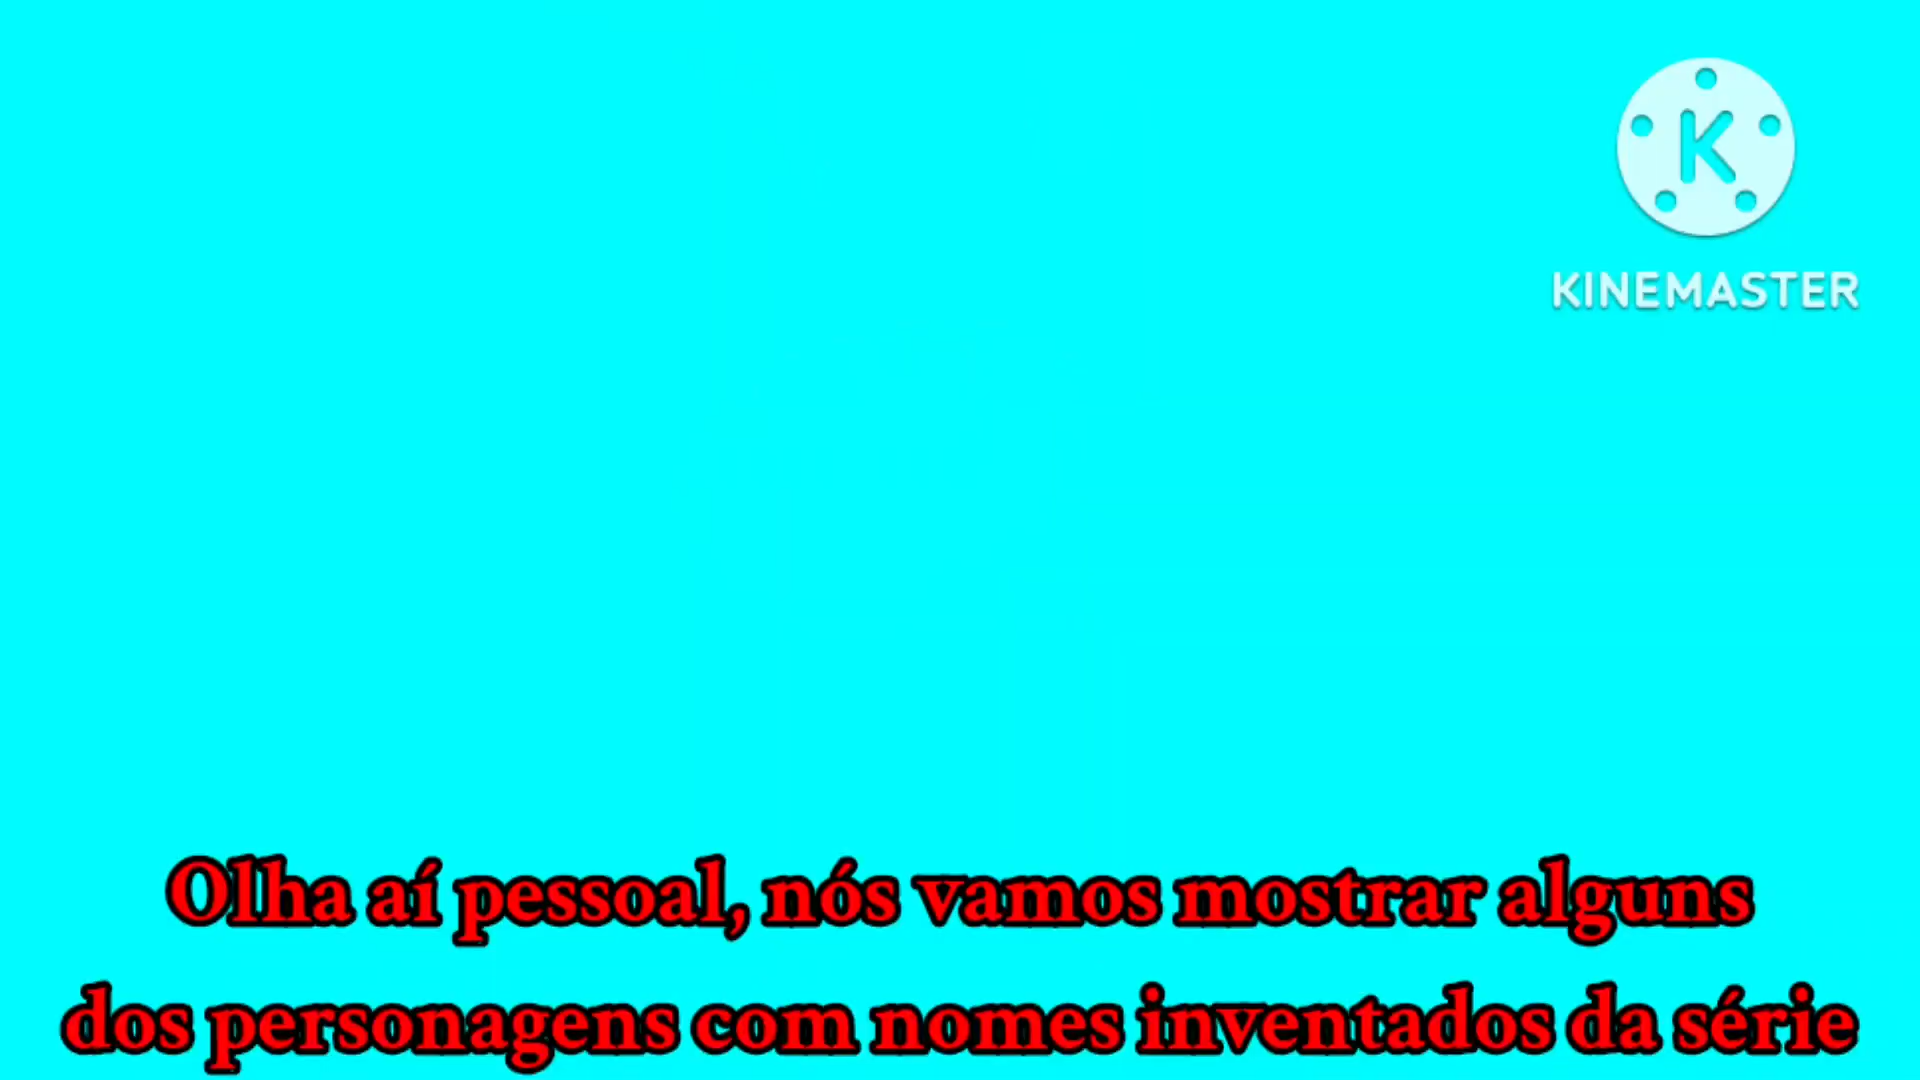 K
KINEMASTER
Olha aí pessoal, nós vamos mostrar alguns
dos personagens com nomes inventados da série